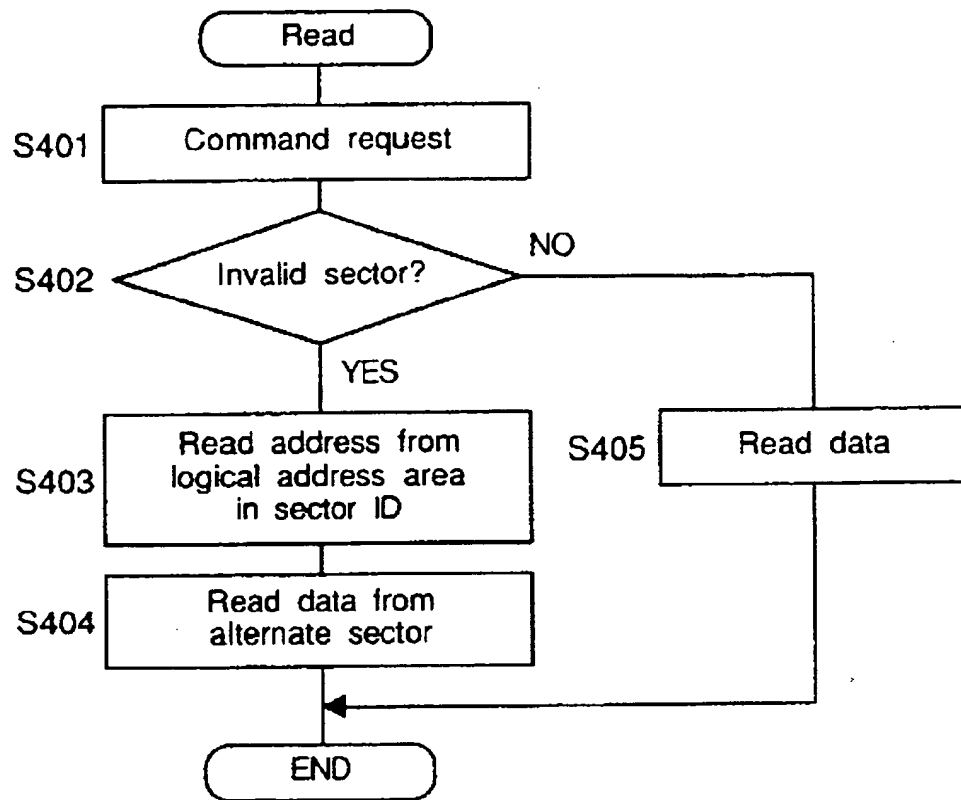 Read
S401
Command request
S402
Invalid sector?
NO
YES
S403
Read address from
logical address area
in sector ID
S405
Read data
S404
Read data from
alternate sector
END